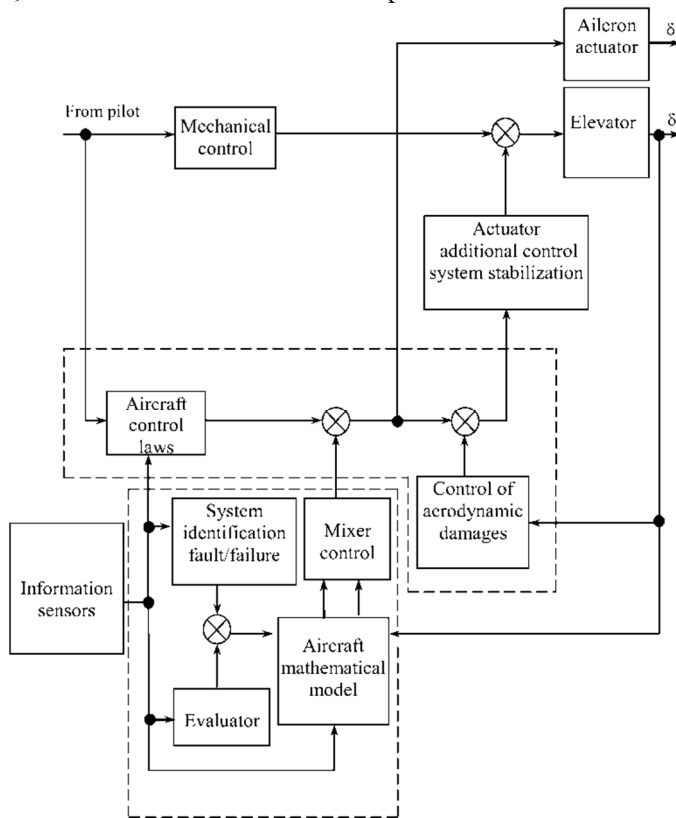 Aileron
actuator
δ
From pilot
Mechanical
control
Elevator
δ
Actuator
additional control
system stabilization
Aircraft
control
laws
System
identification
fault/failure
Mixer
control
Control of
aerodynamic
damages
Information
sensors
Aircraft
mathematical
model
Evaluator